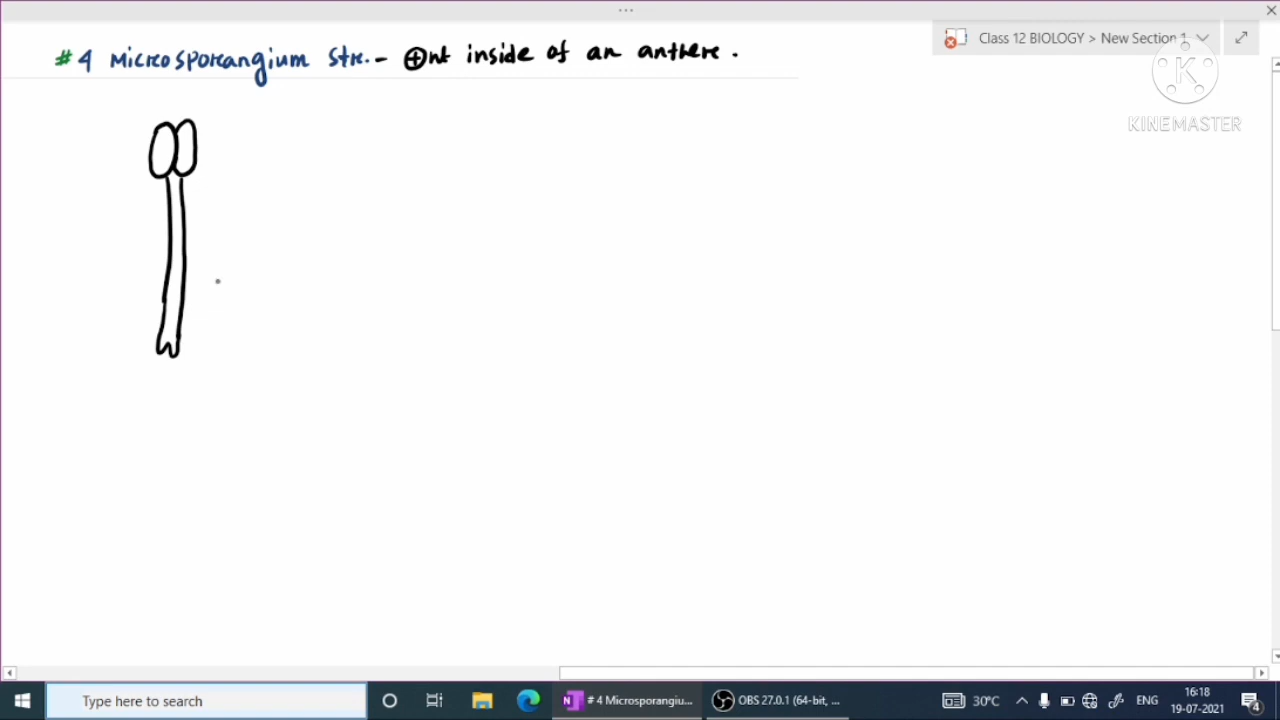 ...
# 4 Microsporangium Str. - ⊕nt inside of an anthere .
Class 12 BIOLOGY > New Section 1
K
KINEMASTER
Type here to search
# 4 Microsporangiu...
OBS 27.0.1 (64-bit, ...
30°C
ENG
16:18
19-07-2021
4